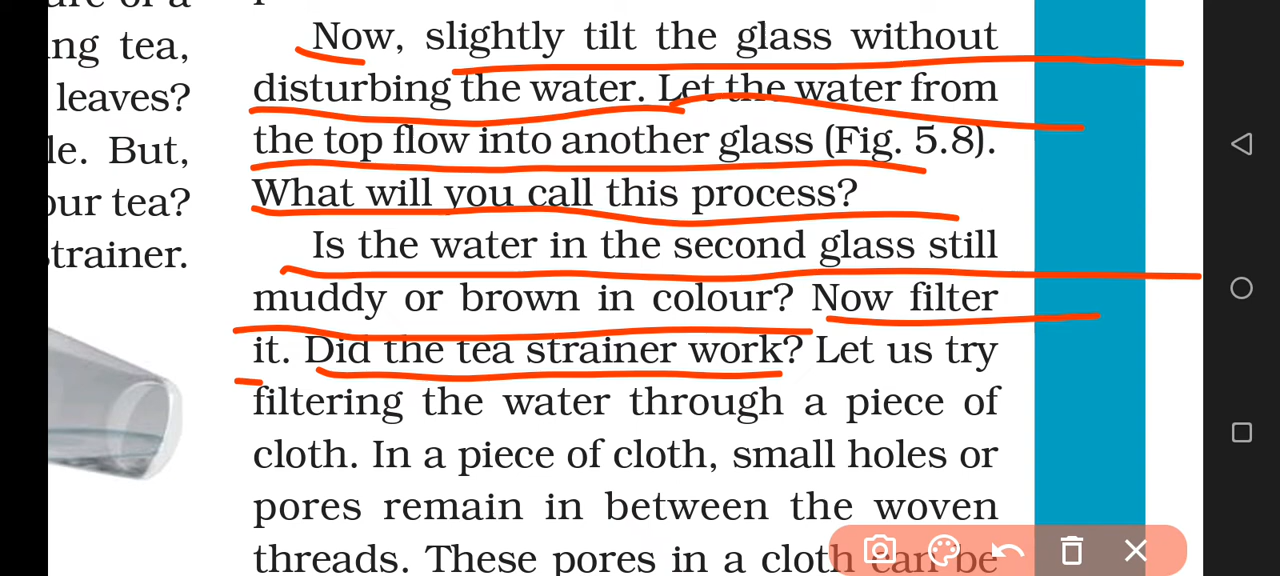 ng tea,
leaves?
le. But,
our tea?
trainer.
Now, slightly tilt the glass without
disturbing the water. Let the water from
the top flow into another glass (Fig. 5.8).
What will you call this process?
Is the water in the second glass still
muddy or brown in colour? Now filter
it. Did the tea strainer work? Let us try
filtering the water through a piece of
cloth. In a piece of cloth, small holes or
pores remain in between the woven
threads. These pores in a cloth can be